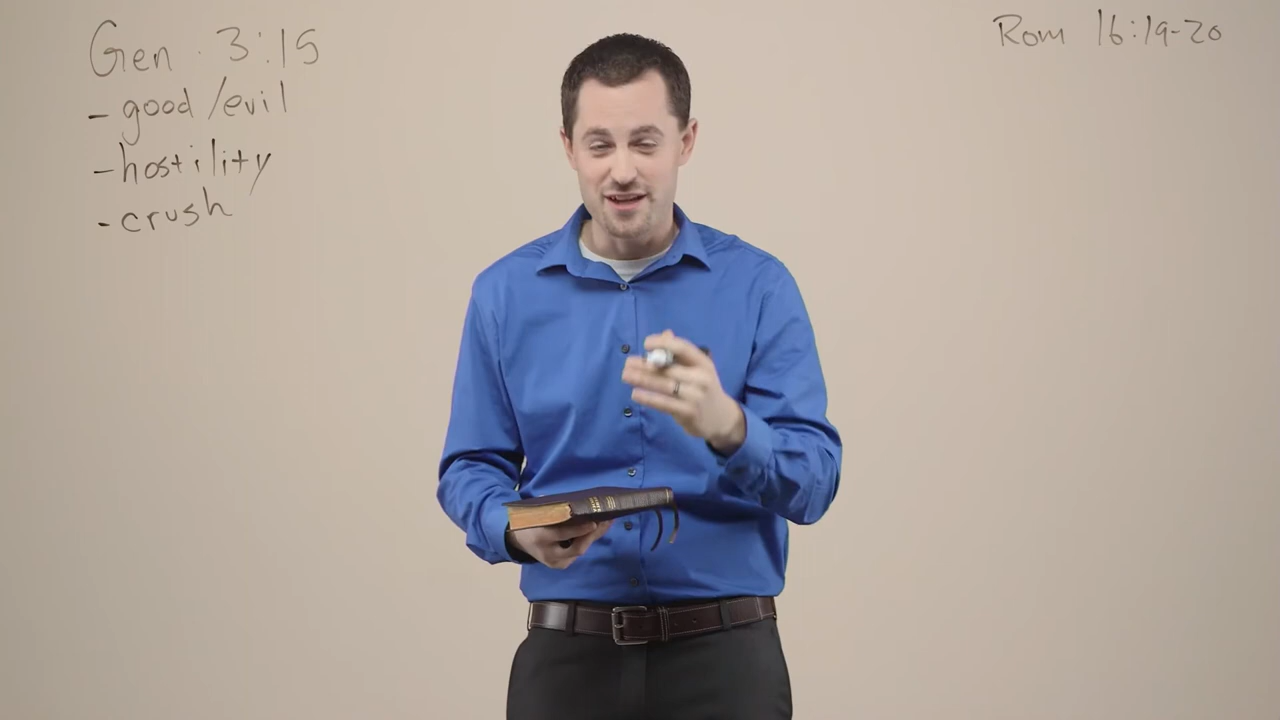 Gen. 3:15
- good/evil
- hostility
- crush
Rom 16:19-20